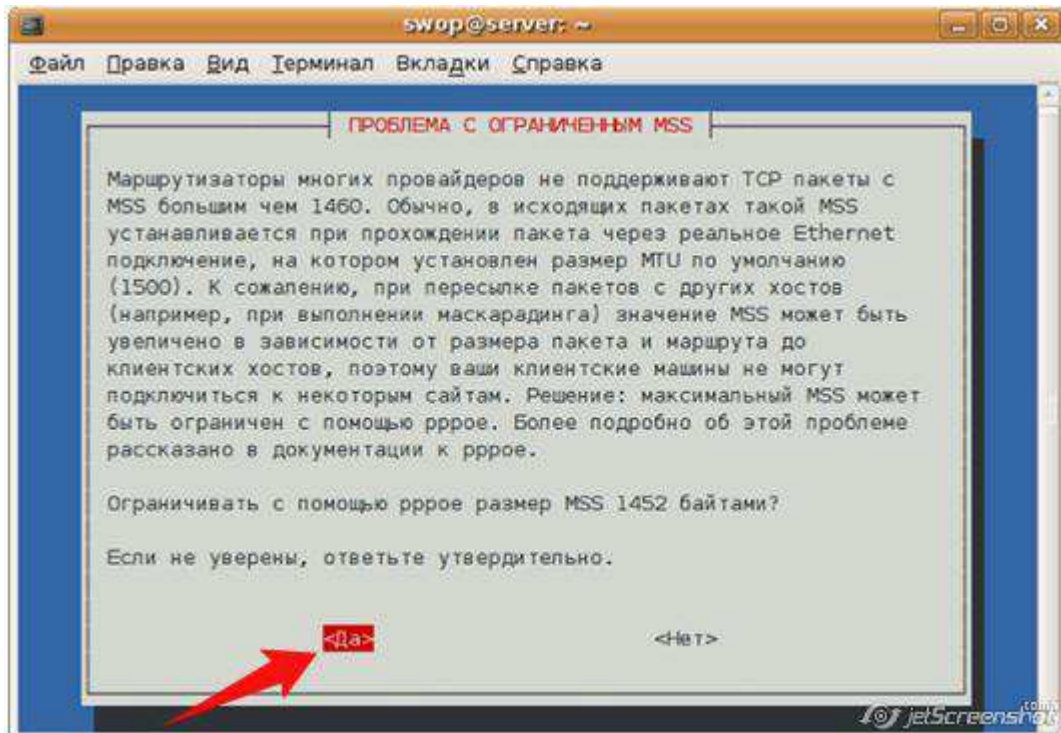 swop@server: ~
Файл Правка Вид Терминал Вкладки Справка
ПРОБЛЕМА С ОГРАНИЧЕННЫМ MSS
Маршрутизаторы многих провайдеров не поддерживают TCP пакеты с
MSS большим чем 1460. Обычно, в исходящих пакетах такой MSS
устанавливается при прохождении пакета через реальное Ethernet
подключение, на котором установлен размер MTU по умолчанию
(1500). К сожалению, при пересылке пакетов с других хостов
(например, при выполнении маскарадинга) значение MSS может быть
увеличено в зависимости от размера пакета и маршрута до
клиентских хостов, поэтому ваши клиентские машины не могут
подключиться к некоторым сайтам. Решение: максимальный MSS может
быть ограничен с помощью pppoe. Более подробно об этой проблеме
рассказано в документации к pppoe.
Ограничивать с помощью pppoe размер MSS 1452 байтами?
Если не уверены, ответьте утвердительно.
<Да> <Нет>
jetScreenshot